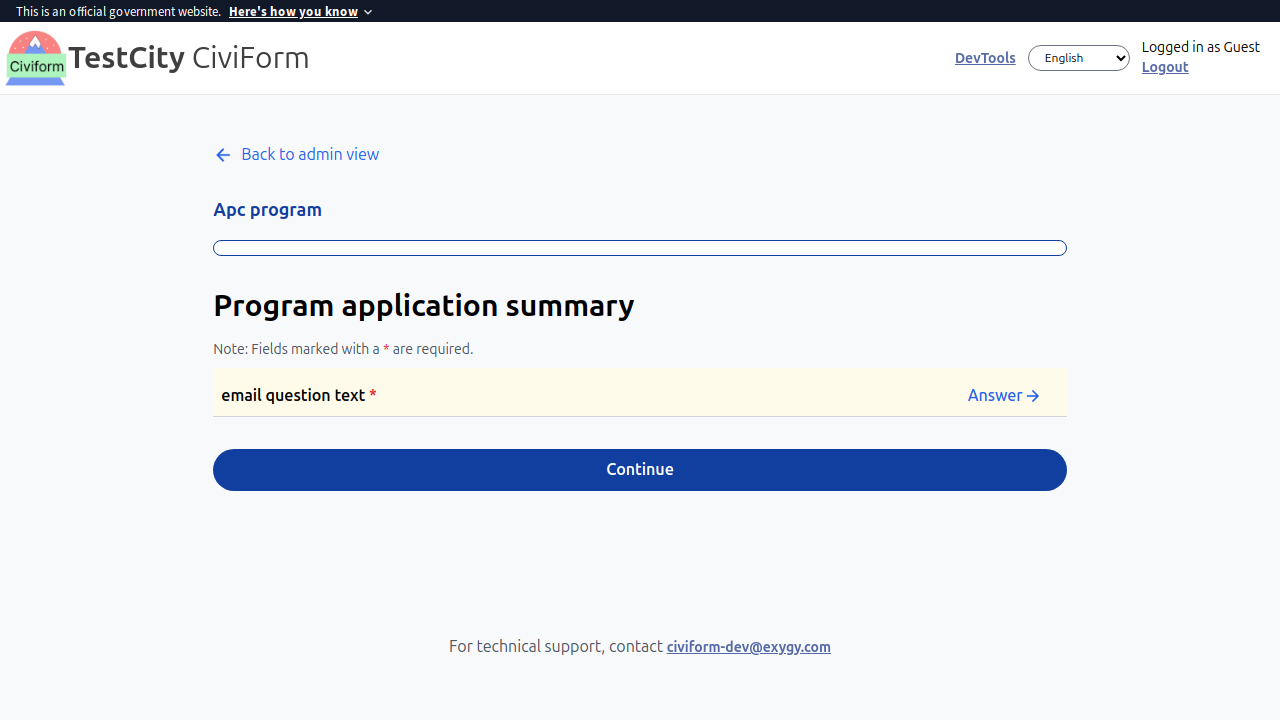 This is an official government website. Here's how you know
Civiform
TestCity CiviForm
DevTools
English
Logged in as Guest
Logout
Back to admin view
Apc program
Program application summary
Note: Fields marked with a * are required.
email question text *
Answer
Continue
For technical support, contact civiform-dev@exygy.com